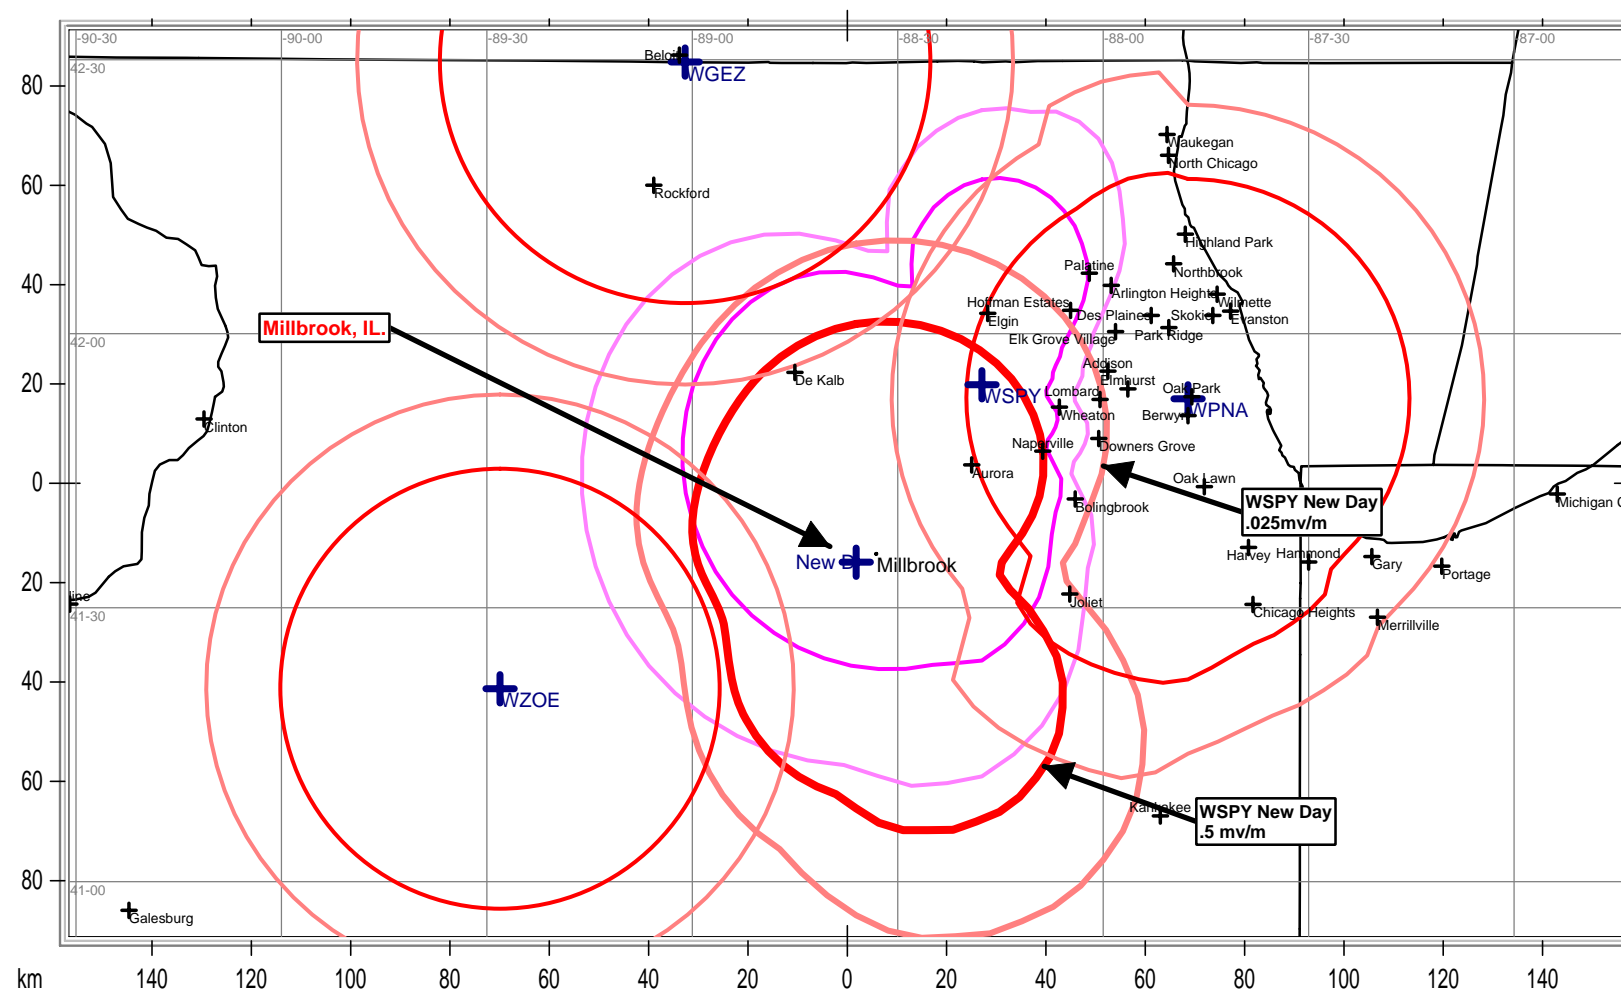 -90-30
-90-00
-89-30
-89-00
-88-30
-88-00
-87-30
-87-00
42-30
Beloit
WGEZ
80
Waukegan
North Chicago
60
Rockford
Highland Park
Palatine
Northbrook
40
Arlington Heights
Hoffman Estates
Wilmette
Des Plaines
Skokie
Evanston
Elgin
Millbrook, IL.
Elk Grove Village
Park Ridge
42-00
Addison
20
De Kalb
Elmhurst
Lombard
Oak Park
WSPY
Wheaton
Berwyn
WPNA
Clinton
Naperville
Downers Grove
0
Aurora
Oak Lawn
Bolingbrook
WSPY New Day
.025mv/m
Michigan C
Harvey
Hammond
New D
Millbrook
Gary
Portage
20
line
Joliet
41-30
Chicago Heights
Merrillville
40
WZOE
60
Kankakee
WSPY New Day
.5 mv/m
80
41-00
Galesburg
km
140
120
100
80
60
40
20
0
20
40
60
80
100
120
140